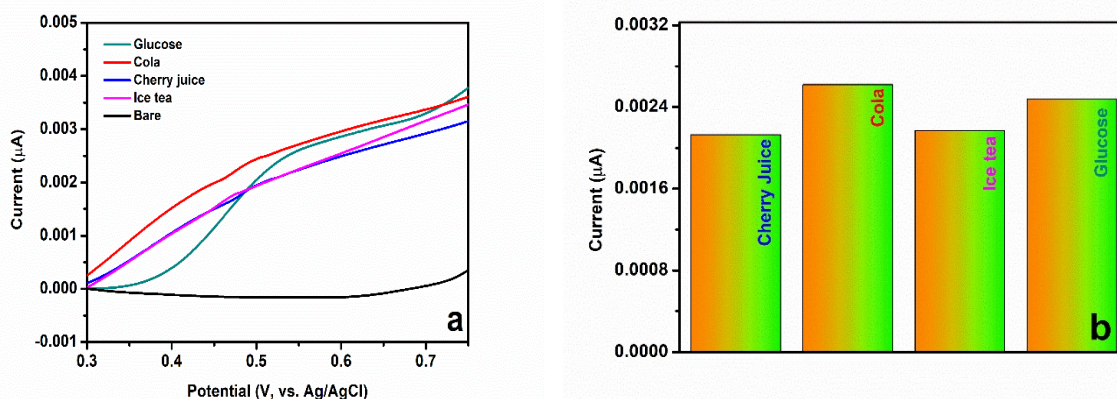 0.005
0.004
0.003
0.002
0.001
0.000
-0.001
Current (μA)
Glucose
Cola
Cherry juice
Ice tea
Bare
a
0.3 0.4 0.5 0.6 0.7
Potential (V, vs. Ag/AgCl)
0.0032
0.0024
0.0016
0.0008
0.0000
Current (μA)
Cherry Juice
Cola
Ice tea
Glucose
b